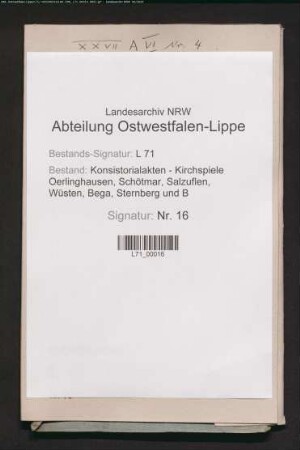 XXVII A VI Nr. 4
Landesarchiv NRW
Abteilung Ostwestfalen-Lippe
Bestands-Signatur: L 71
Bestand: Konsistorialakten - Kirchspiele
Oerlinghausen, Schötmar, Salzuflen,
Wüsten, Bega, Sternberg und B
Signatur: Nr. 16
L71_00016